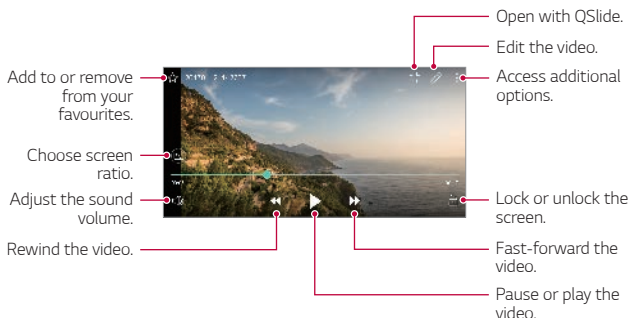 Open with QSlide.
Edit the video.
Access additional
options.
Add to or remove
from your
favourites.
Choose screen
ratio.
Adjust the sound
volume.
Rewind the video.
Lock or unlock the
screen.
Fast-forward the
video.
Pause or play the
video.